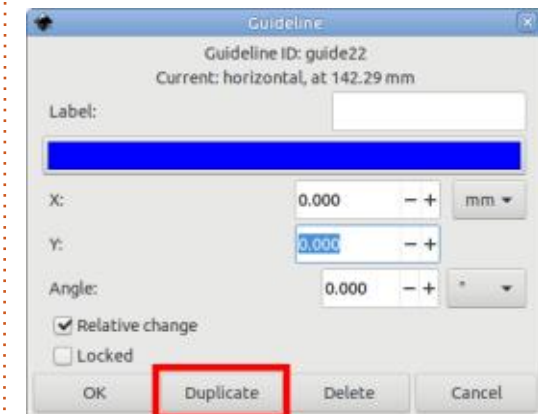 Guideline
Guideline ID: guide22
Current: horizontal, at 142.29 mm
Label:
X: 0.000 − + mm
Y: 0.000 − +
Angle: 0.000 − + °
Relative change
Locked
OK Duplicate Delete Cancel